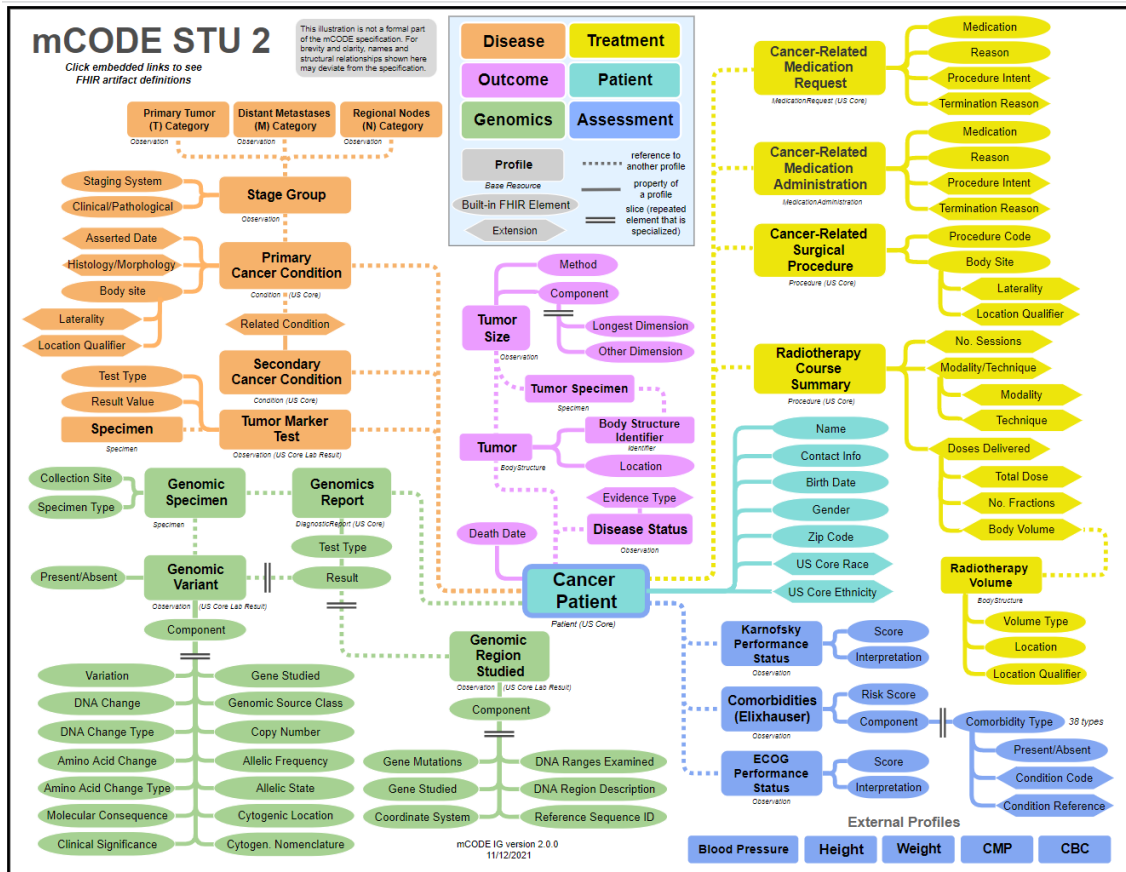 mCODE STU 2
Click embedded links to see
FHIR artifact definitions
This illustration is not a formal part
of the mCODE specification. For
brevity and clarity, names and
structural relationships shown here
may deviate from the specification.
Disease
Treatment
Outcome
Patient
Genomics
Assessment
Profile
Base Resource
Built-in FHIR Element
Extension
reference to
another profile
property of
a profile
slice (repeated
element that is
specialized)
Primary Tumor
(T) Category
Observation
Distant Metastases
(M) Category
Observation
Regional Nodes
(N) Category
Observation
Staging System
Clinical/Pathological
Stage Group
Observation
Asserted Date
Histology/Morphology
Body site
Laterality
Location Qualifier
Primary
Cancer Condition
Condition (US Core)
Related Condition
Secondary
Cancer Condition
Condition (US Core)
Test Type
Result Value
Specimen
Specimen
Tumor Marker
Test
Observation (US Core Lab Result)
Collection Site
Specimen Type
Genomic
Specimen
Specimen
Genomics
Report
DiagnosticReport (US Core)
Test Type
Result
Present/Absent
Genomic
Variant
Observation (US Core Lab Result)
Component
Variation
Gene Studied
DNA Change
Genomic Source Class
DNA Change Type
Copy Number
Amino Acid Change
Allelic Frequency
Amino Acid Change Type
Allelic State
Molecular Consequence
Cytogenic Location
Clinical Significance
Cytogen. Nomenclature
Genomic
Region
Studied
Observation (US Core Lab Result)
Component
Gene Mutations
DNA Ranges Examined
Gene Studied
DNA Region Description
Coordinate System
Reference Sequence ID
mCODE IG version 2.0.0
11/12/2021
Method
Component
Tumor
Size
Observation
Longest Dimension
Other Dimension
Tumor Specimen
Specimen
Tumor
BodyStructure
Body Structure
Identifier
Identifier
Location
Evidence Type
Disease Status
Observation
Death Date
Cancer
Patient
Patient (US Core)
Name
Contact Info
Birth Date
Gender
Zip Code
US Core Race
US Core Ethnicity
Cancer-Related
Medication
Request
MedicationRequest (US Core)
Medication
Reason
Procedure Intent
Termination Reason
Cancer-Related
Medication
Administration
MedicationAdministration
Medication
Reason
Procedure Intent
Termination Reason
Cancer-Related
Surgical
Procedure
Procedure (US Core)
Procedure Code
Body Site
Laterality
Location Qualifier
Radiotherapy
Course
Summary
Procedure (US Core)
No. Sessions
Modality/Technique
Modality
Technique
Doses Delivered
Total Dose
No. Fractions
Body Volume
Radiotherapy
Volume
BodyStructure
Volume Type
Location
Location Qualifier
Karnofsky
Performance
Status
Observation
Score
Interpretation
Comorbidities
(Elixhauser)
Observation
Risk Score
Component
Comorbidity Type
38 types
Present/Absent
Condition Code
Condition Reference
ECOG
Performance
Status
Observation
Score
Interpretation
External Profiles
Blood Pressure
Height
Weight
CMP
CBC